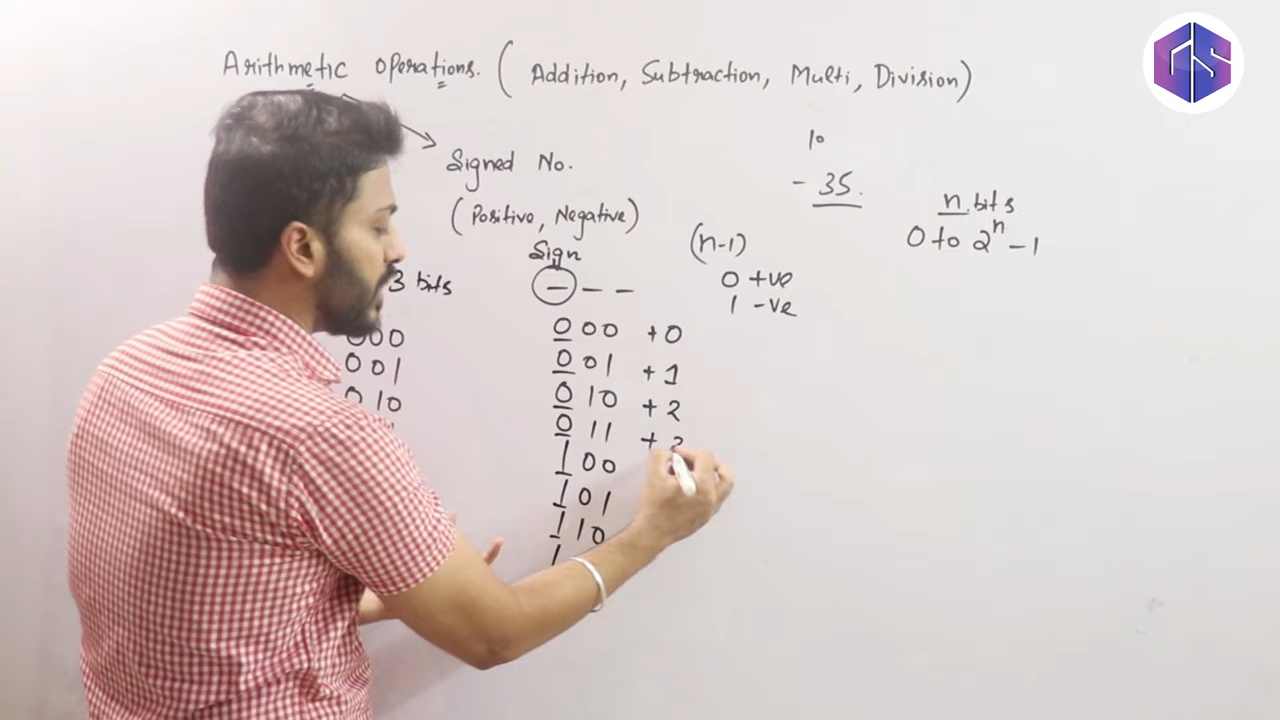 Arithmetic Operations. (Addition, Subtraction, Multi, Division)
Signed No.
(Positive, Negative)
10
- 35.
n bits
0 to 2^n - 1
(n-1)
0 +ve
1 -ve
3 bits
000
001
010
Sign
— — —
000 +0
001 +1
010 +2
011 +
100
101
110
1
GS